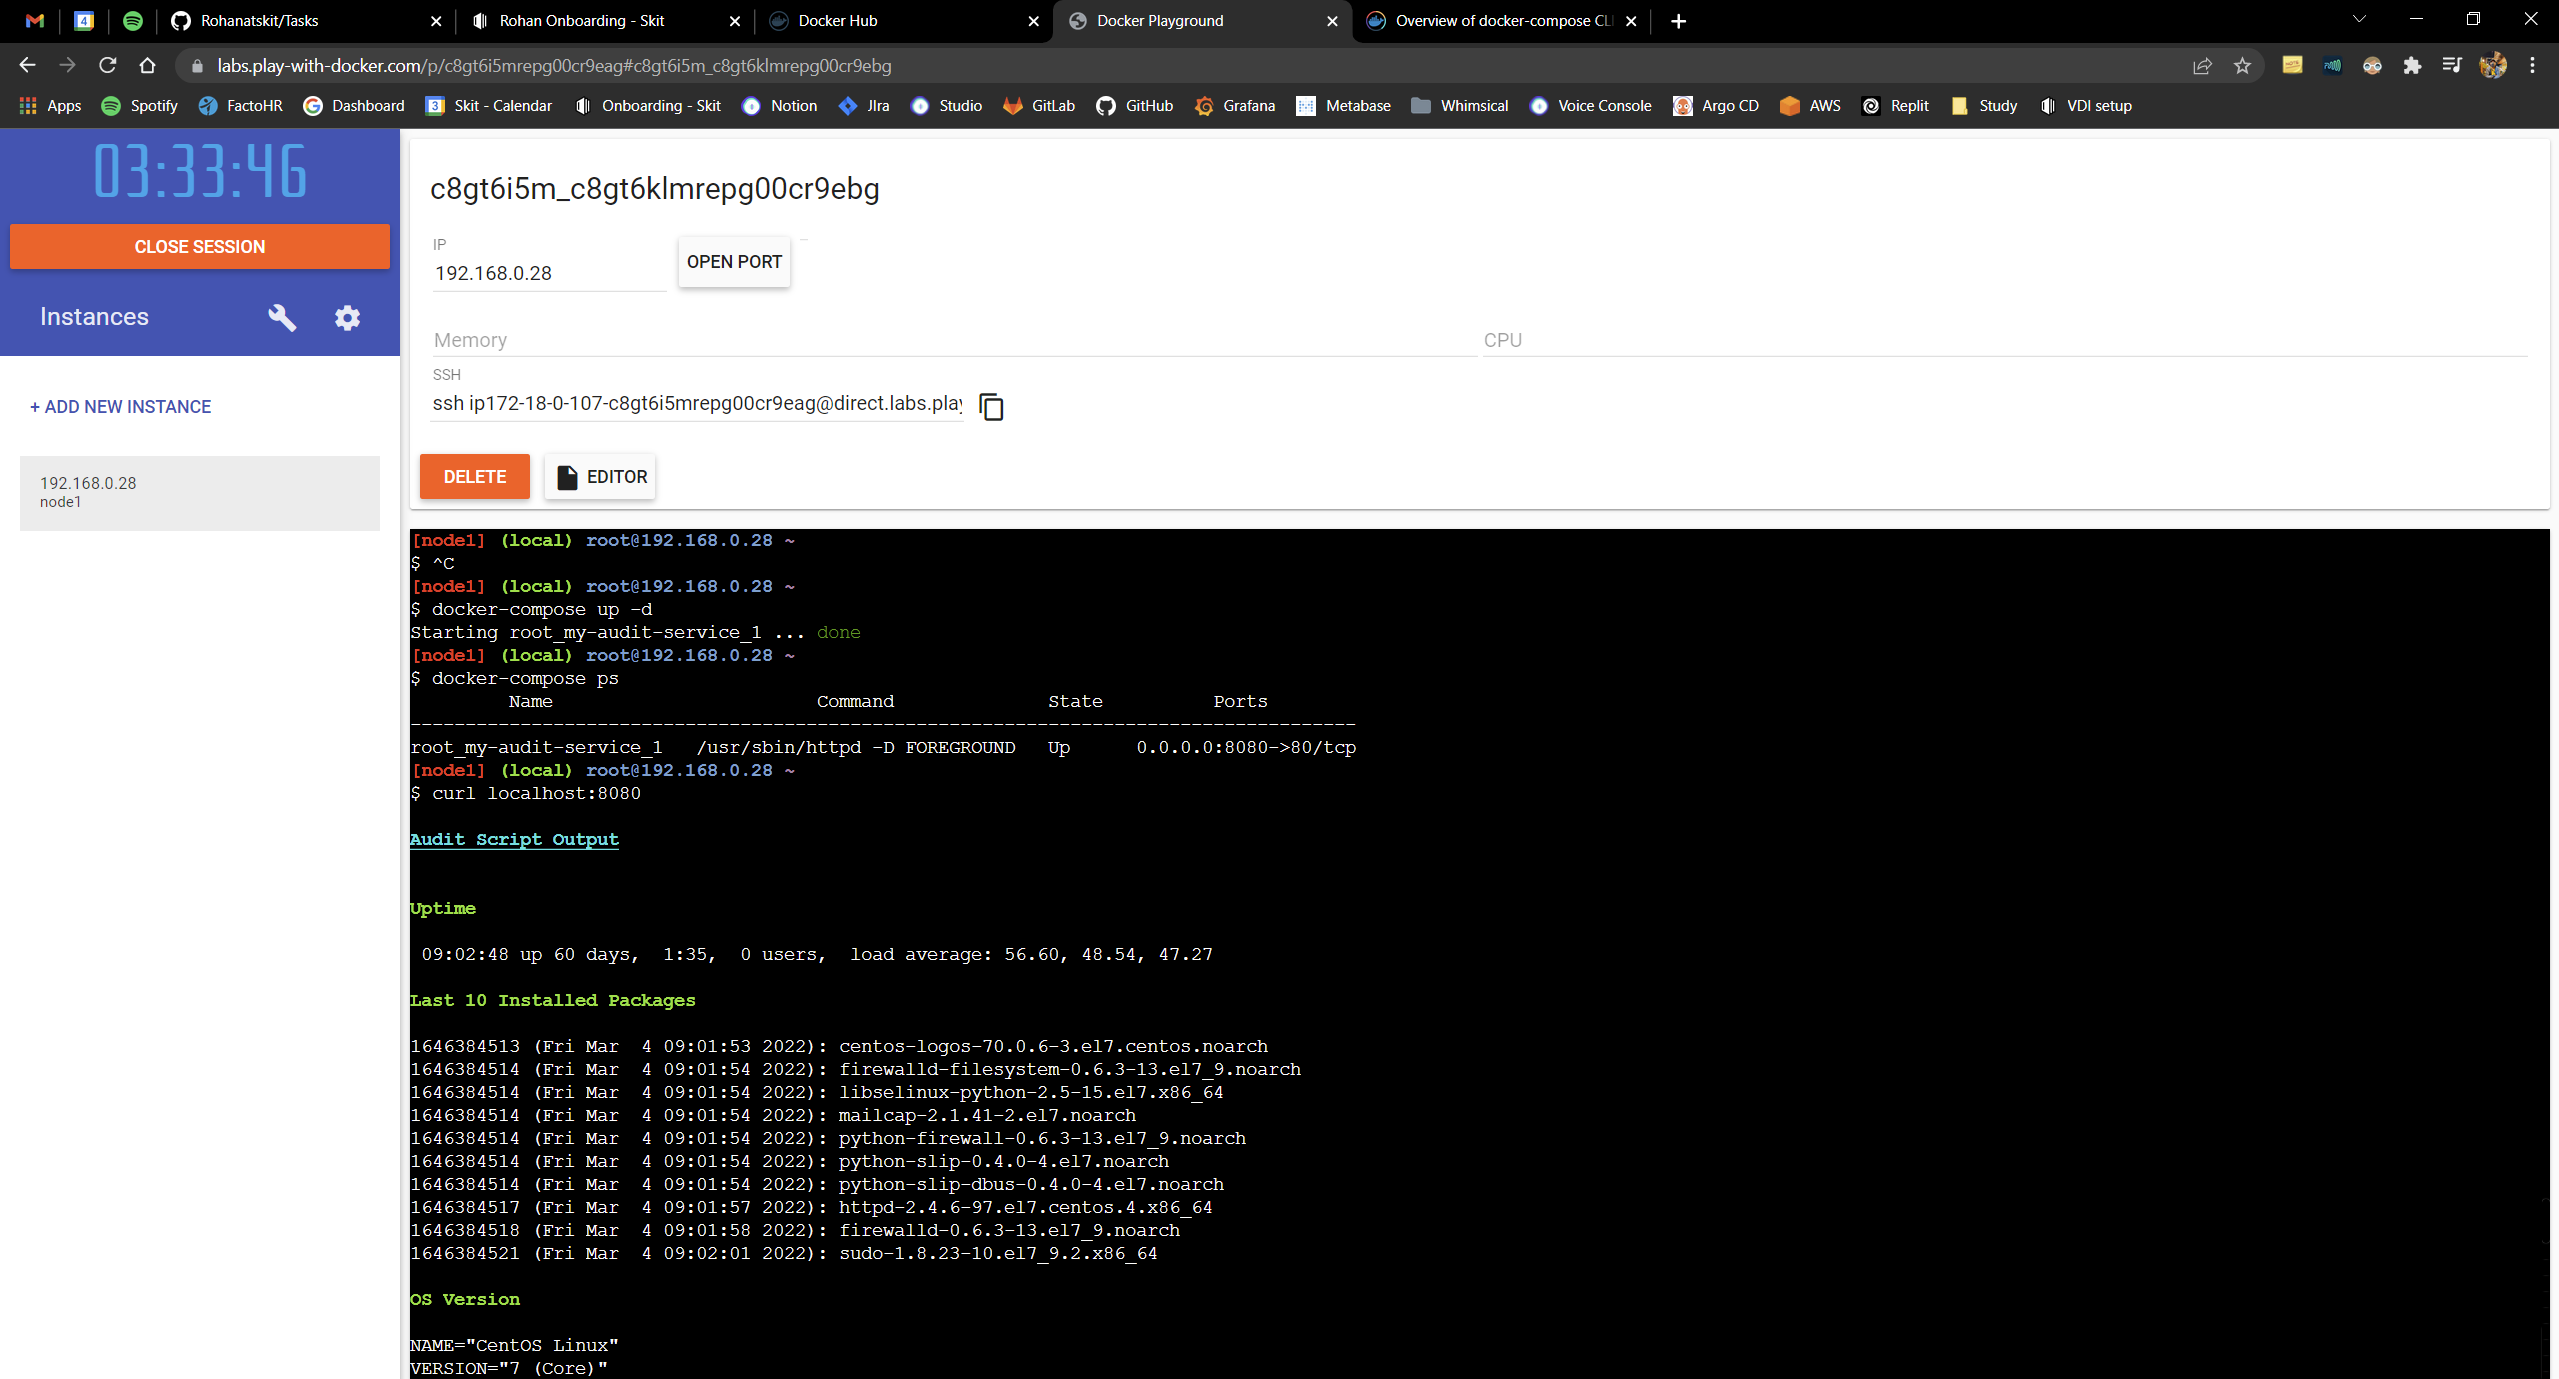 Rohanatskit/Tasks
Rohan Onboarding - Skit
Docker Hub
Docker Playground
Overview of docker-compose CLI
labs.play-with-docker.com/p/c8gt6i5mrepg00cr9eag#c8gt6i5m_c8gt6klmrepg00cr9ebg
Apps Spotify FactoHR Dashboard Skit - Calendar Onboarding - Skit Notion JIra Studio GitLab GitHub Grafana Metabase Whimsical Voice Console Argo CD AWS Replit Study VDI setup
03:33:46
CLOSE SESSION
Instances
+ ADD NEW INSTANCE
192.168.0.28
node1
c8gt6i5m_c8gt6klmrepg00cr9ebg
IP
192.168.0.28
OPEN PORT
Memory
CPU
SSH
ssh ip172-18-0-107-c8gt6i5mrepg00cr9eag@direct.labs.play
DELETE
EDITOR
[node1] (local) root@192.168.0.28 ~
$ ^C
[node1] (local) root@192.168.0.28 ~
$ docker-compose up -d
Starting root_my-audit-service_1 ... done
[node1] (local) root@192.168.0.28 ~
$ docker-compose ps
Name Command State Ports
--------------------------------------------------------------------------------------
root_my-audit-service_1 /usr/sbin/httpd -D FOREGROUND Up 0.0.0.0:8080->80/tcp
[node1] (local) root@192.168.0.28 ~
$ curl localhost:8080
Audit Script Output
Uptime
09:02:48 up 60 days, 1:35, 0 users, load average: 56.60, 48.54, 47.27
Last 10 Installed Packages
1646384513 (Fri Mar 4 09:01:53 2022): centos-logos-70.0.6-3.el7.centos.noarch
1646384514 (Fri Mar 4 09:01:54 2022): firewalld-filesystem-0.6.3-13.el7_9.noarch
1646384514 (Fri Mar 4 09:01:54 2022): libselinux-python-2.5-15.el7.x86_64
1646384514 (Fri Mar 4 09:01:54 2022): mailcap-2.1.41-2.el7.noarch
1646384514 (Fri Mar 4 09:01:54 2022): python-firewall-0.6.3-13.el7_9.noarch
1646384514 (Fri Mar 4 09:01:54 2022): python-slip-0.4.0-4.el7.noarch
1646384514 (Fri Mar 4 09:01:54 2022): python-slip-dbus-0.4.0-4.el7.noarch
1646384517 (Fri Mar 4 09:01:57 2022): httpd-2.4.6-97.el7.centos.4.x86_64
1646384518 (Fri Mar 4 09:01:58 2022): firewalld-0.6.3-13.el7_9.noarch
1646384521 (Fri Mar 4 09:02:01 2022): sudo-1.8.23-10.el7_9.2.x86_64
OS Version
NAME="CentOS Linux"
VERSION="7 (Core)"